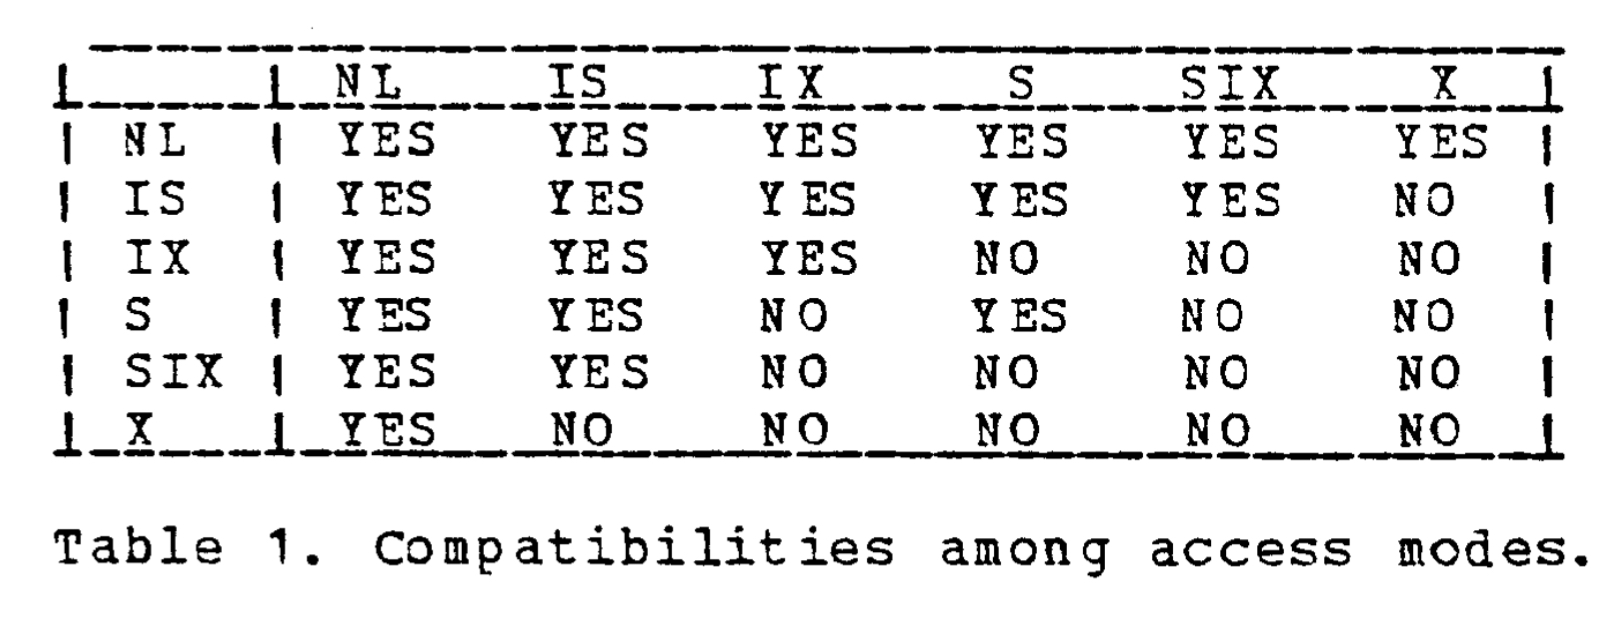 NL IS IX S SIX X
NL YES YES YES YES YES YES
IS YES YES YES YES YES NO
IX YES YES YES NO NO NO
S YES YES NO YES NO NO
SIX YES YES NO NO NO NO
X YES NO NO NO NO NO
Table 1. Compatibilities among access modes.